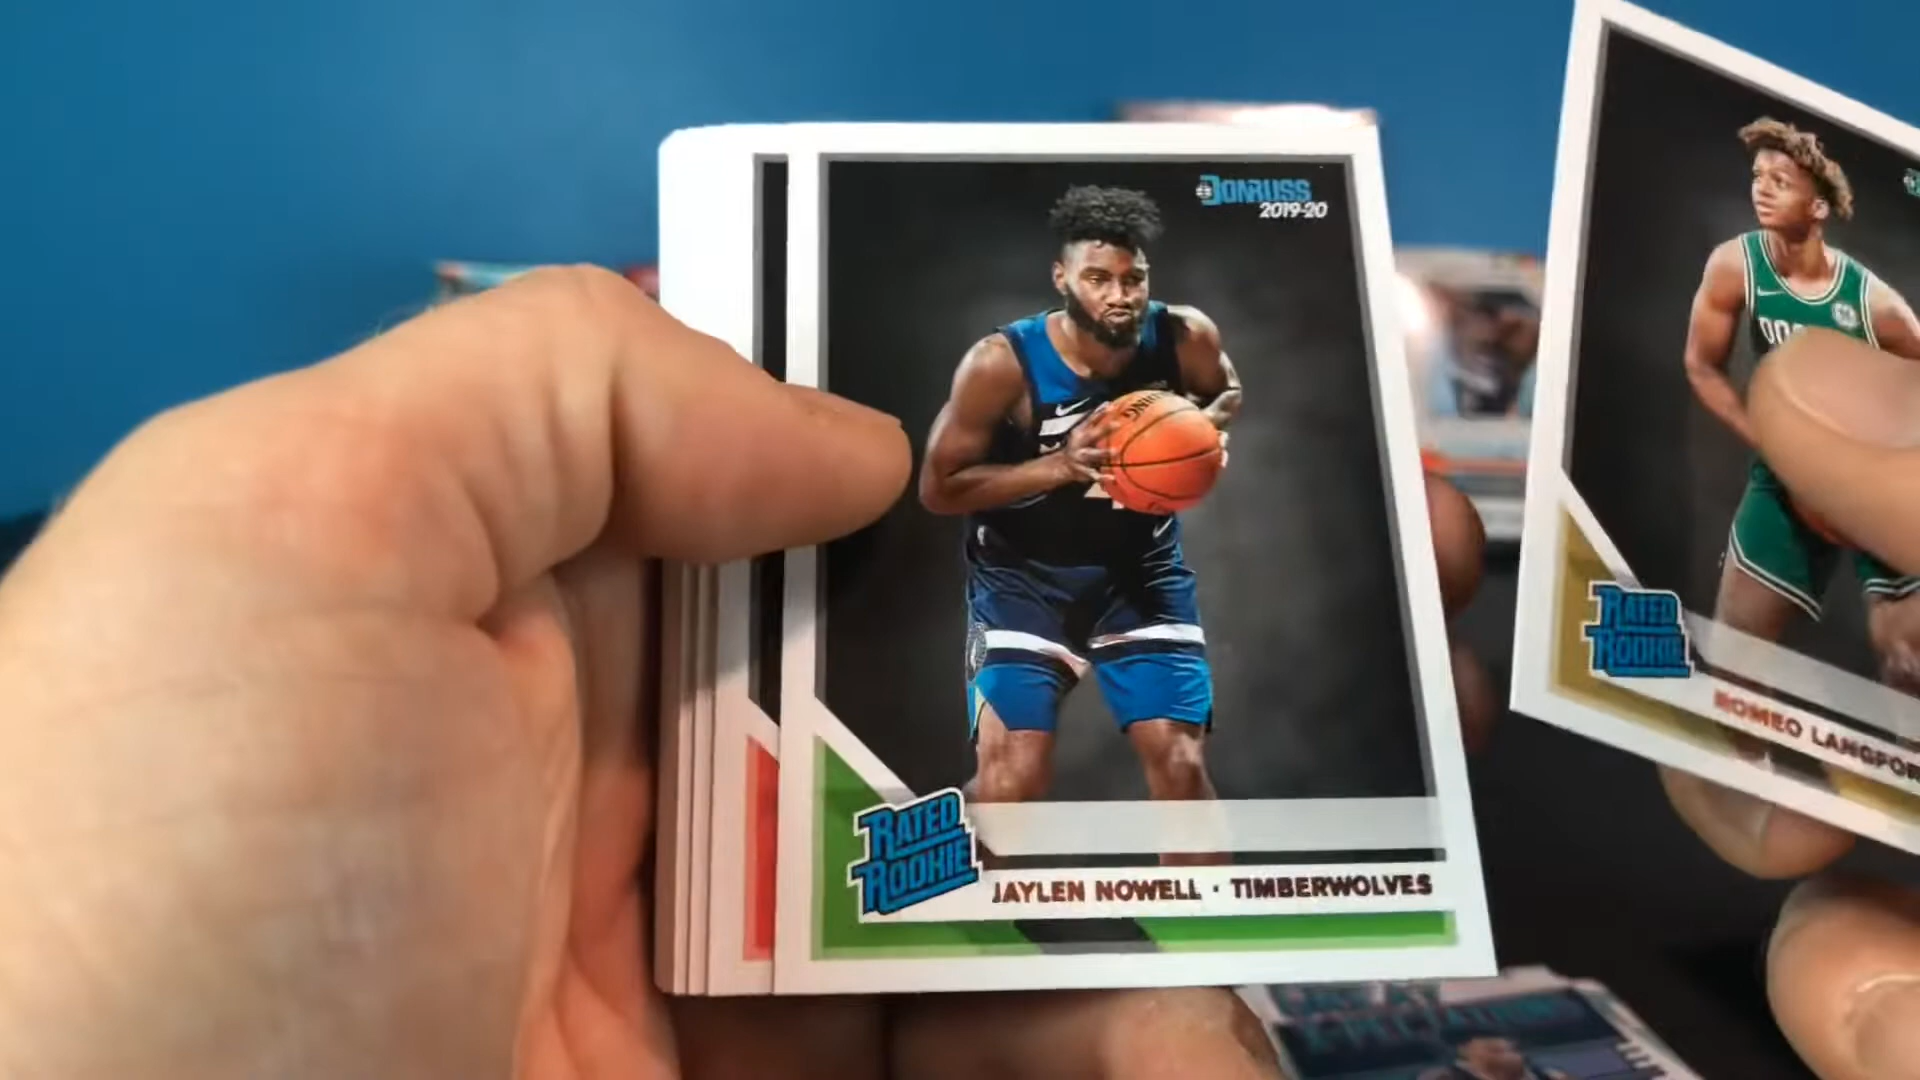 DONRUSS
2019-20
RATED
ROOKIE
JAYLEN NOWELL · TIMBERWOLVES
RATED
ROOKIE
ROMEO LANGFOR